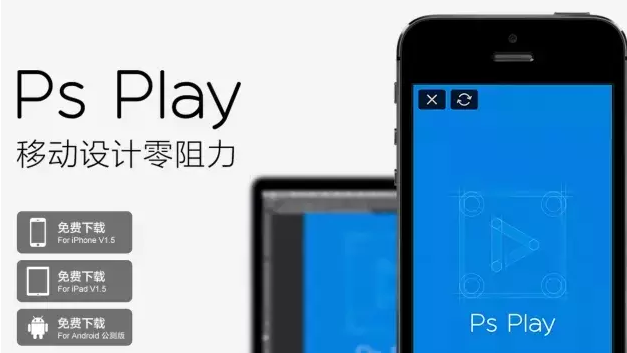 Ps Play
移动设计零阻力
免费下载
For iPhone V1.5
免费下载
For iPad V1.5
免费下载
For Android 公测版
Ps Play